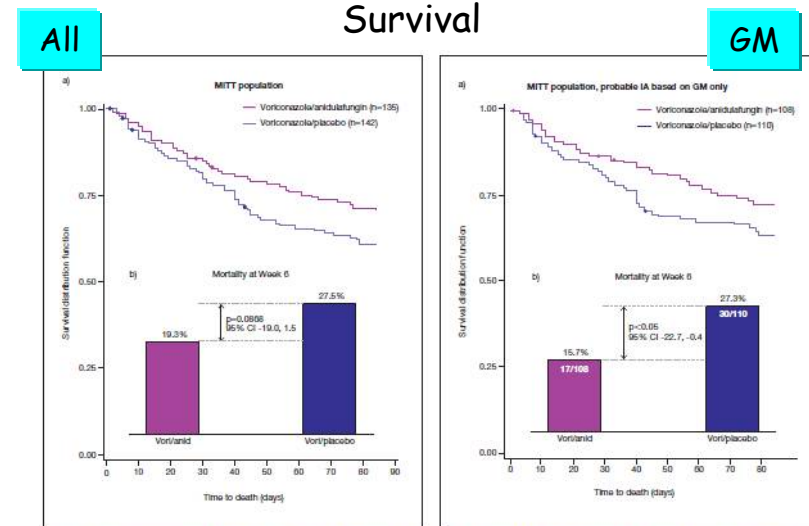 Survival
All
a)
MITT population
Voriconazole/anidulafungin (n=135)
Voriconazole/placebo (n=142)
1.00
0.75
0.50
0.25
0.00
Survival distribution function
b)
Mortality at Week 6
19.3%
p=0.0868
95% CI -19.0, 1.5
27.5%
Vori/anid
Vori/placebo
0 10 20 30 40 50 60 70 80 90
Time to death (days)
GM
a)
MITT population, probable IA based on GM only
Voriconazole/anidulafungin (n=108)
Voriconazole/placebo (n=110)
1.00
0.75
0.50
0.25
0.00
Survival distribution function
b)
Mortality at Week 6
15.7%
17/108
p<0.05
95% CI -22.7, -0.4
27.3%
30/110
Vori/anid
Vori/placebo
0 10 20 30 40 50 60 70 80
Time to death (days)